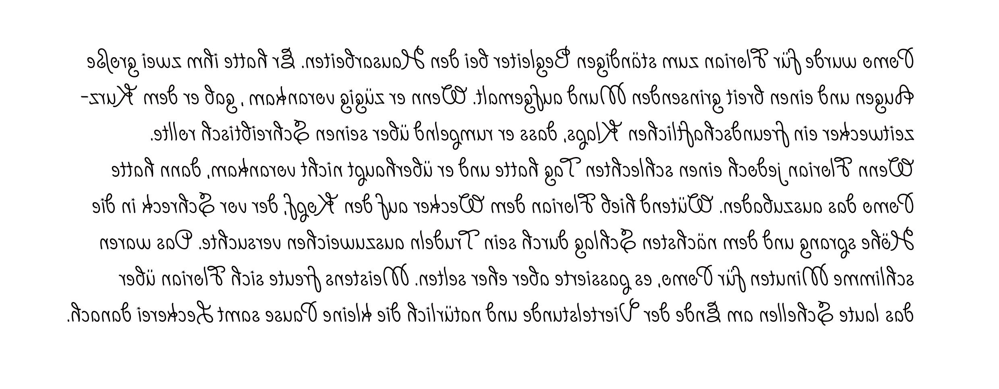 Pomo wurde für Florian zum ständigen Begleiter bei den Hausarbeiten. Er hatte ihm zwei große
Augen und einen breit grinsenden Mund aufgemalt. Wenn er zügig vorankam , gab er dem Kurz-
zeitwecker ein freundschaftlichen Klaps, dass er rumpelnd über seinen Schreibtisch rollte.
Wenn Florian jedoch einen schlechten Tag hatte und er überhaupt nicht vorankam, dann hatte
Pomo das auszubaden. Wütend hieb Florian dem Wecker auf den Kopf, der vor Schreck in die
Höhe sprang und dem nächsten Schlag durch sein Trudeln auszuweichen versuchte. Das waren
schlimme Minuten für Pomo, es passierte aber eher selten. Meistens freute sich Florian über
das laute Schellen am Ende der Viertelstunde und natürlich die kleine Pause samt Leckerei danach.